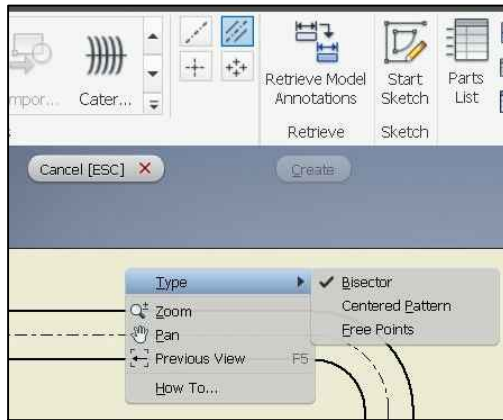 mpor...
Cater...
Retrieve Model
Annotations
Start
Sketch
Parts
List
Retrieve
Sketch
Cancel [ESC]
Create
Type
Bisector
Zoom
Centered Pattern
Pan
Free Points
Previous View F5
How To...